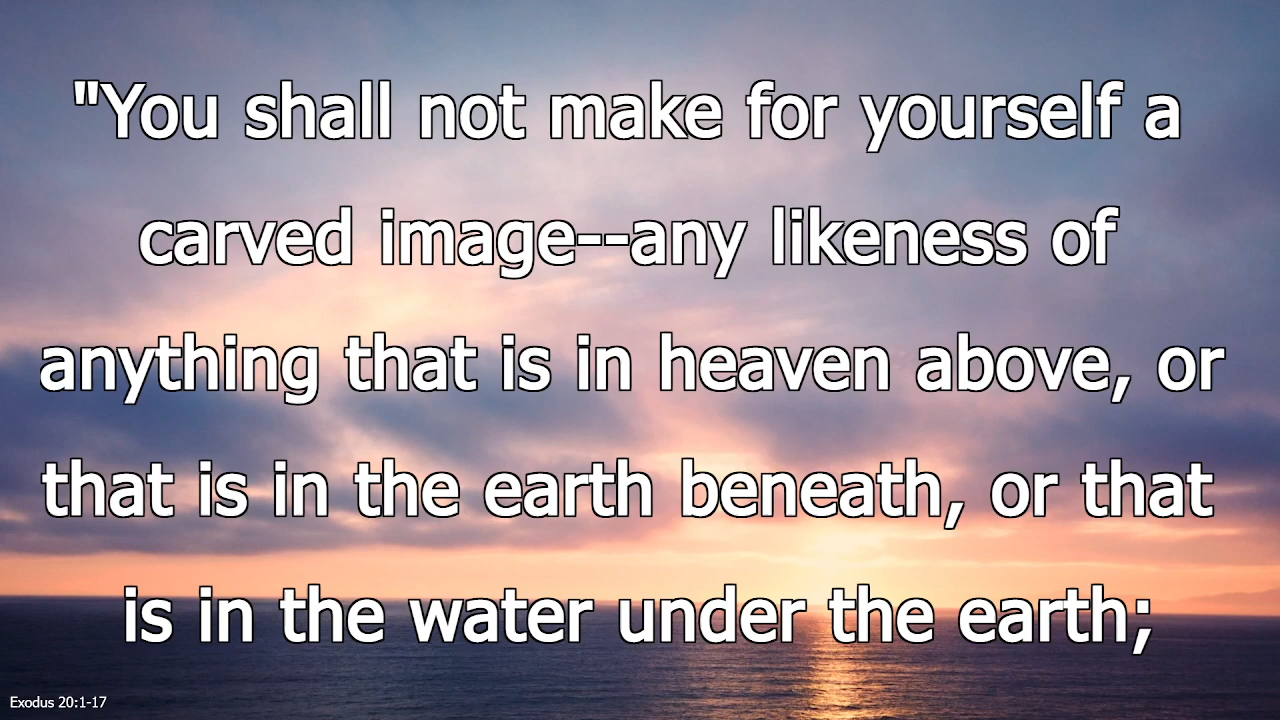 "You shall not make for yourself a
carved image--any likeness of
anything that is in heaven above, or
that is in the earth beneath, or that
is in the water under the earth;
Exodus 20:1-17